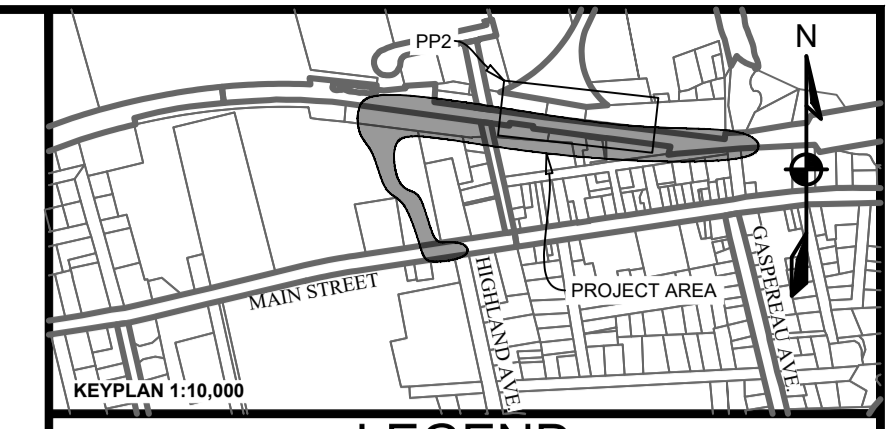 PP2
N
PROJECT AREA
MAIN STREET
HIGHLAND AVE.
GASPEREAU AVE.
KEYPLAN 1:10,000
LEGEND